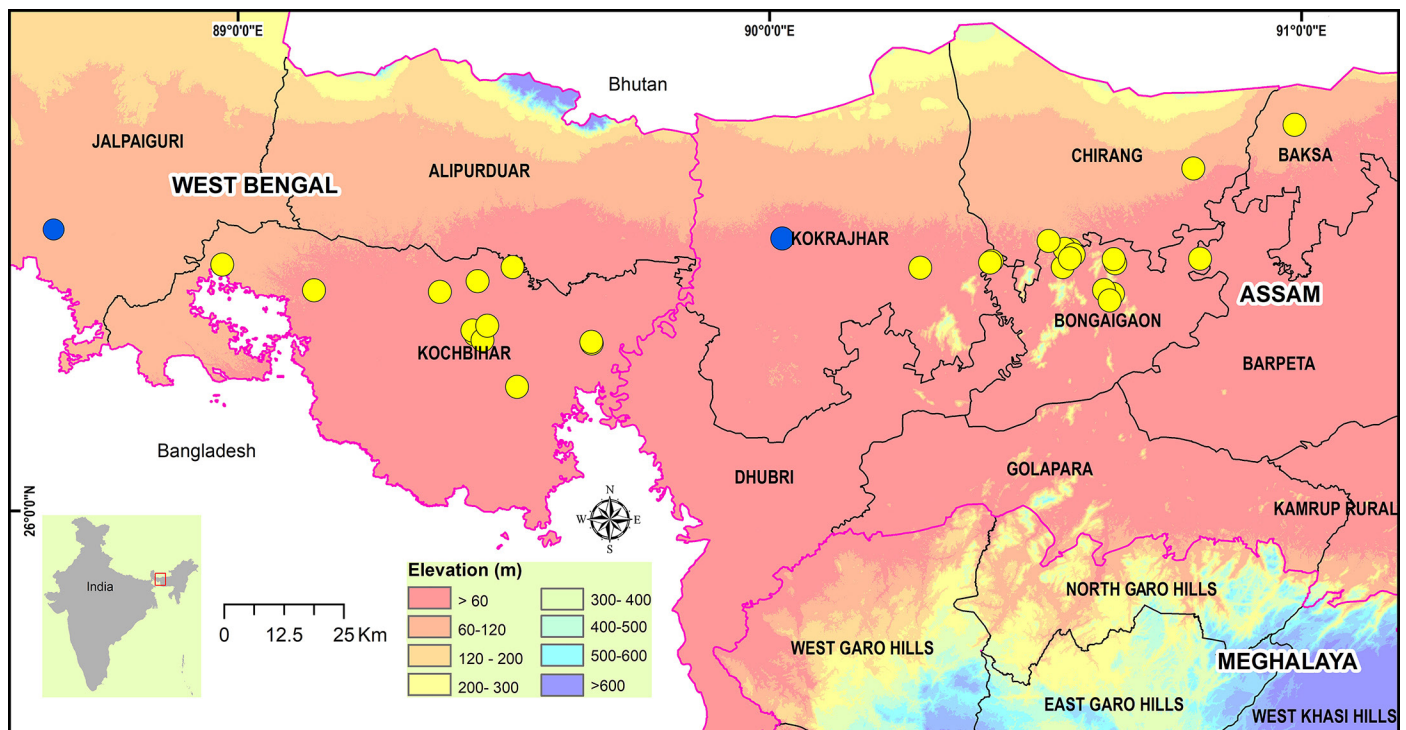 89°0'0"E
90°0'0"E
91°0'0"E
Bhutan
JALPAIGURI
ALIPURDUAR
CHIRANG
BAKSA
WEST BENGAL
KOKRAJHAR
ASSAM
BONGAIGAON
KOCHBIHAR
BARPETA
Bangladesh
DHUBRI
GOLAPARA
26°0'0"N
KAMRUP RURAL
N
W
E
S
India
0 12.5 25 Km
Elevation (m)
> 60
60-120
120 - 200
200- 300
300- 400
400-500
500-600
>600
NORTH GARO HILLS
WEST GARO HILLS
MEGHALAYA
EAST GARO HILLS
WEST KHASI HILLS